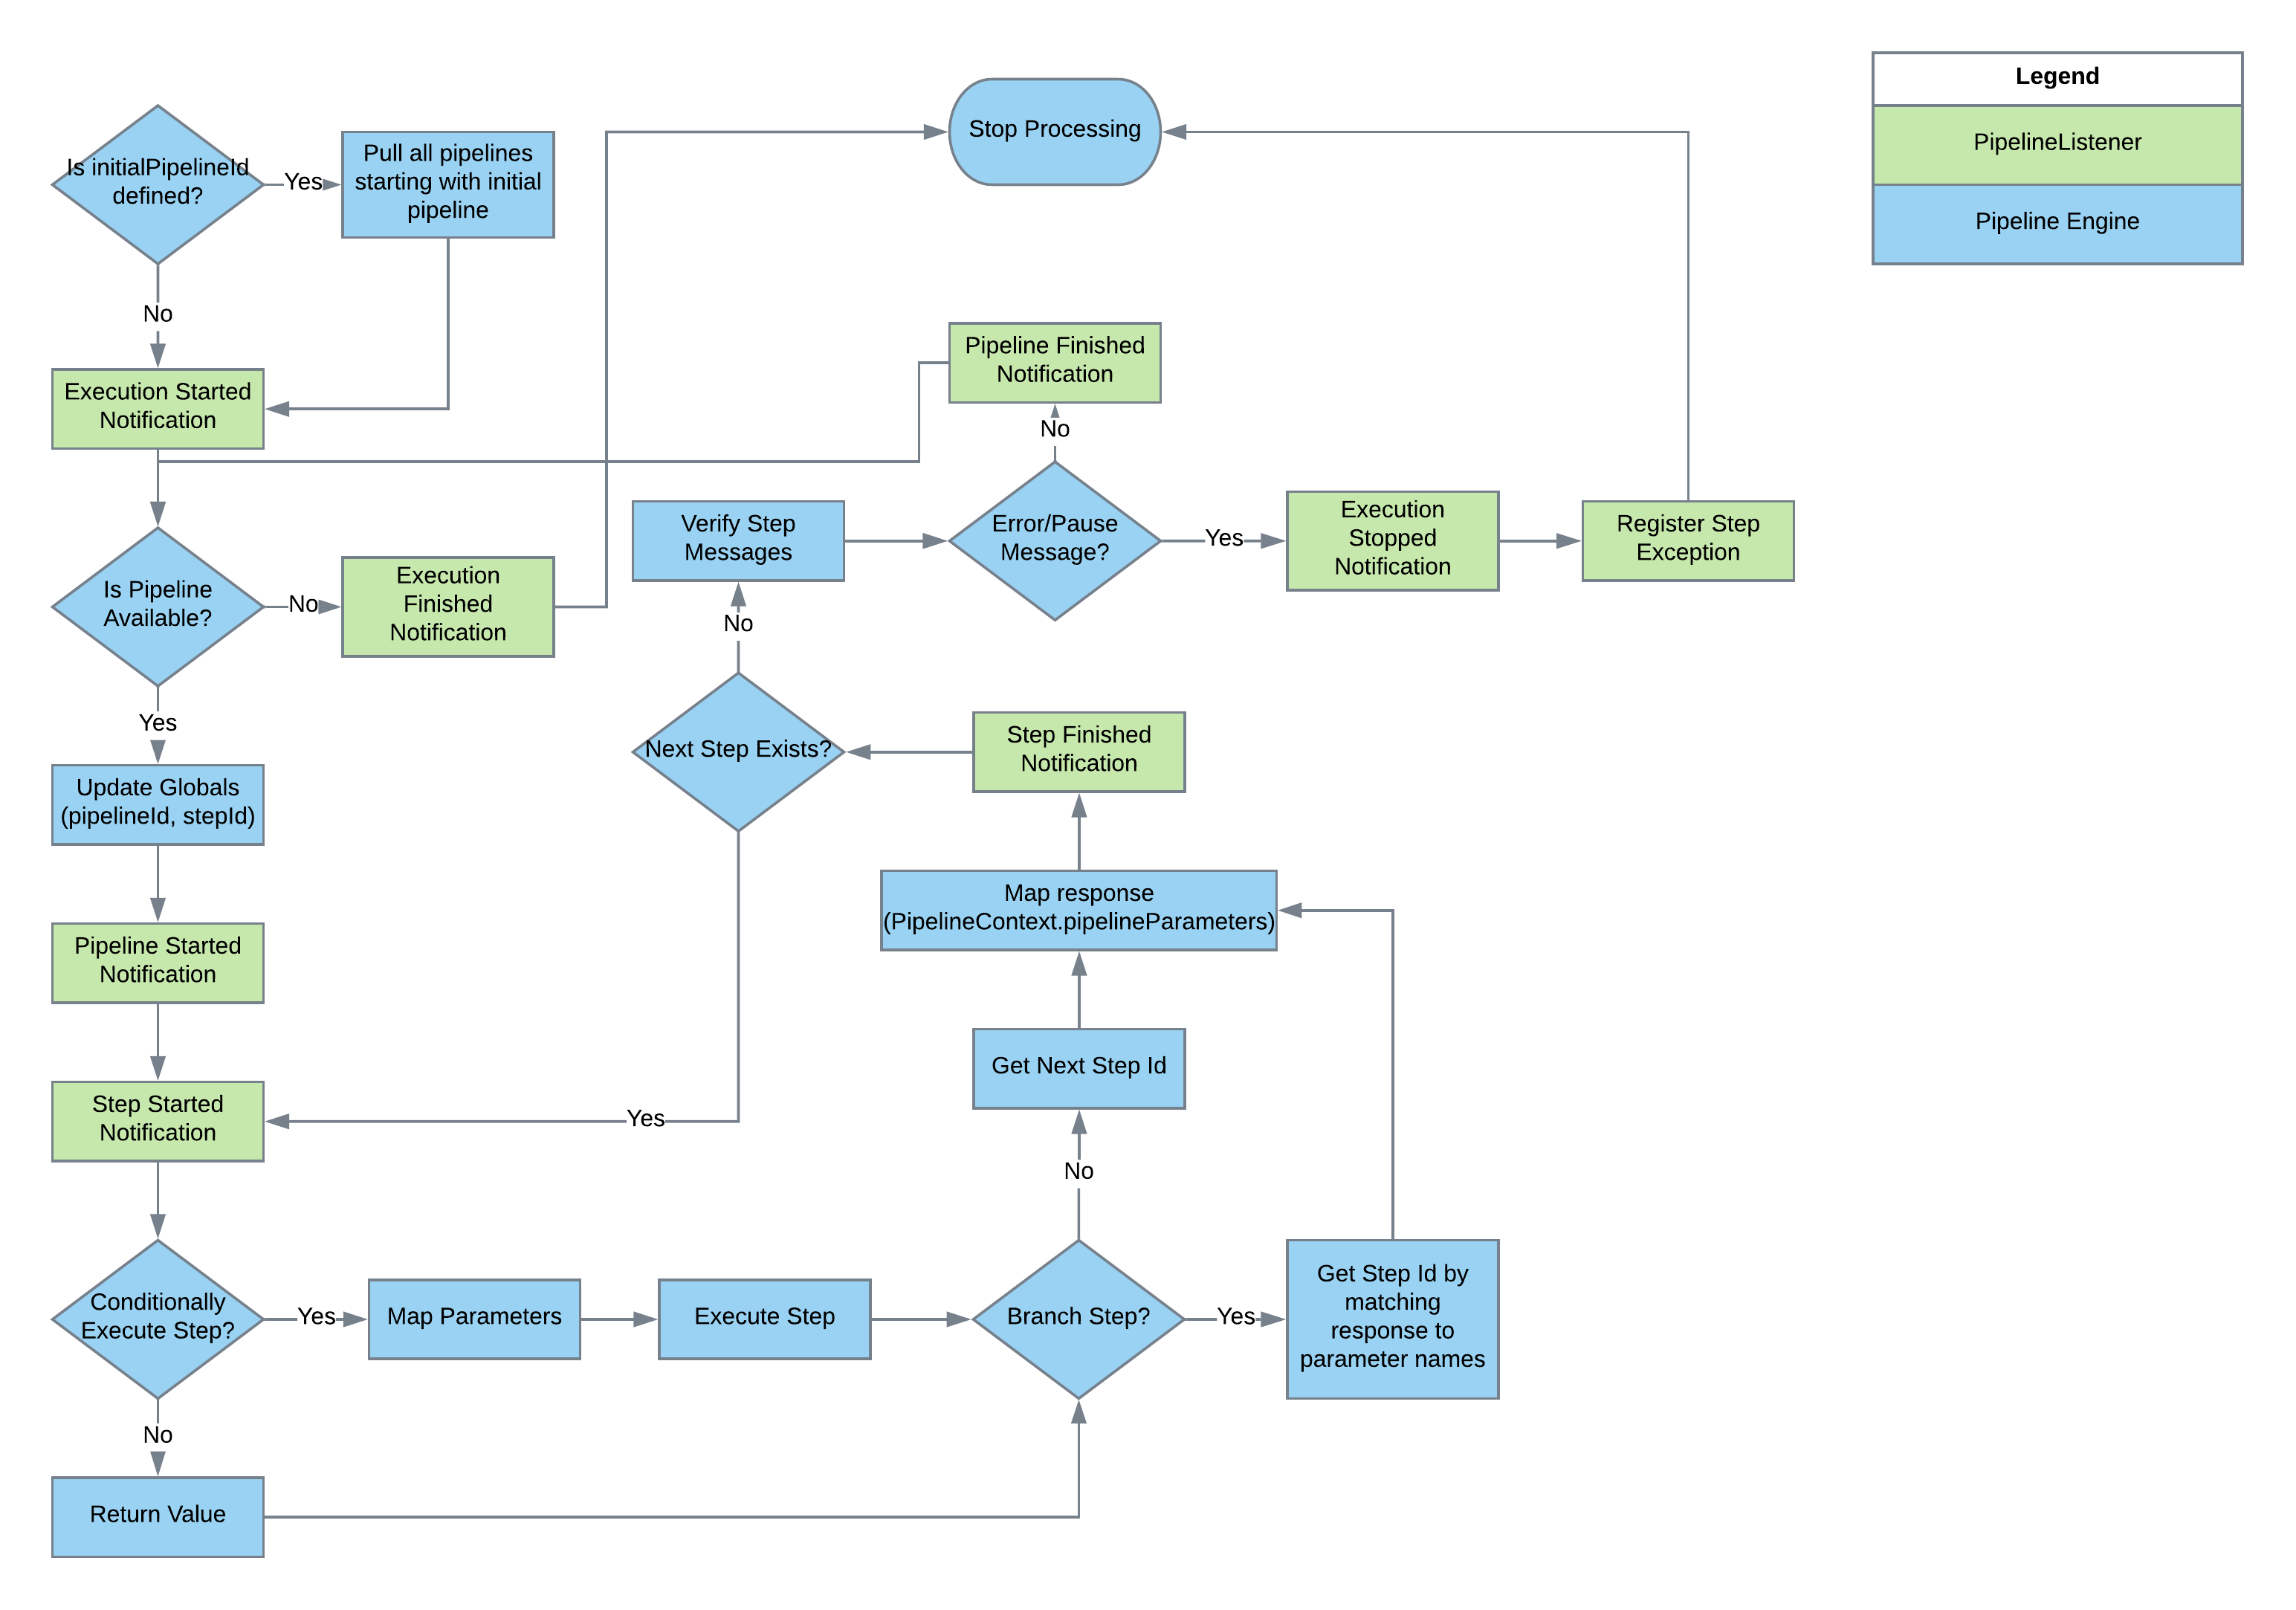 Legend
PipelineListener
Pipeline Engine
Stop Processing
Is initialPipelineId
defined?
Yes
Pull all pipelines
starting with initial
pipeline
No
Execution Started
Notification
Pipeline Finished
Notification
No
Verify Step
Messages
Error/Pause
Message?
Yes
Execution
Stopped
Notification
Register Step
Exception
Is Pipeline
Available?
No
Execution
Finished
Notification
No
Yes
Next Step Exists?
Step Finished
Notification
Update Globals
(pipelineId, stepId)
Map response
(PipelineContext.pipelineParameters)
Pipeline Started
Notification
Get Next Step Id
Step Started
Notification
Yes
No
Conditionally
Execute Step?
Yes
Map Parameters
Execute Step
Branch Step?
Yes
Get Step Id by
matching
response to
parameter names
No
Return Value